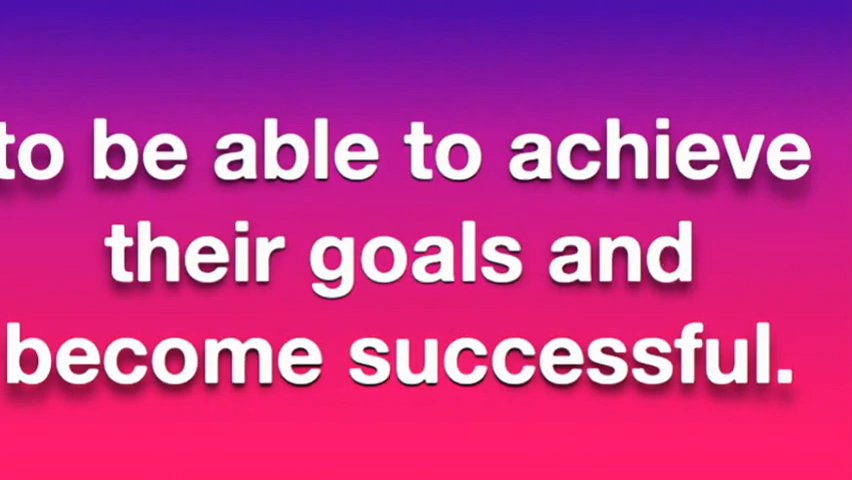 to be able to achieve
their goals and
become successful.